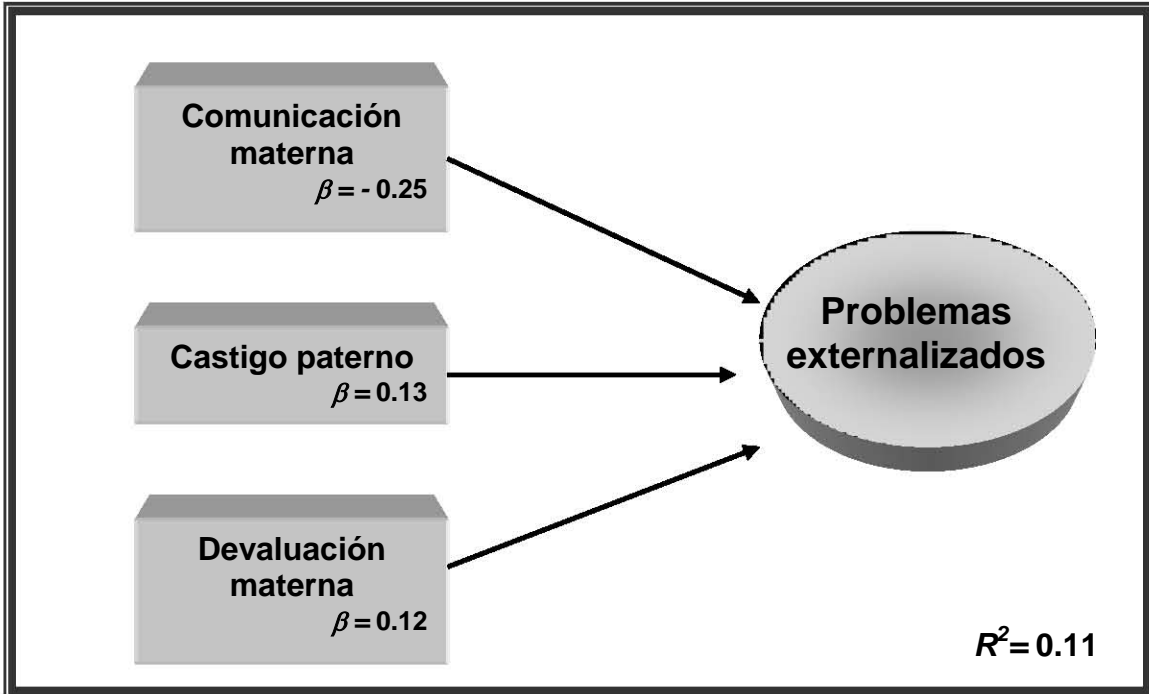 Comunicación
materna
β = - 0.25
Castigo paterno
β = 0.13
Devaluación
materna
β = 0.12
Problemas
externalizados
R²= 0.11